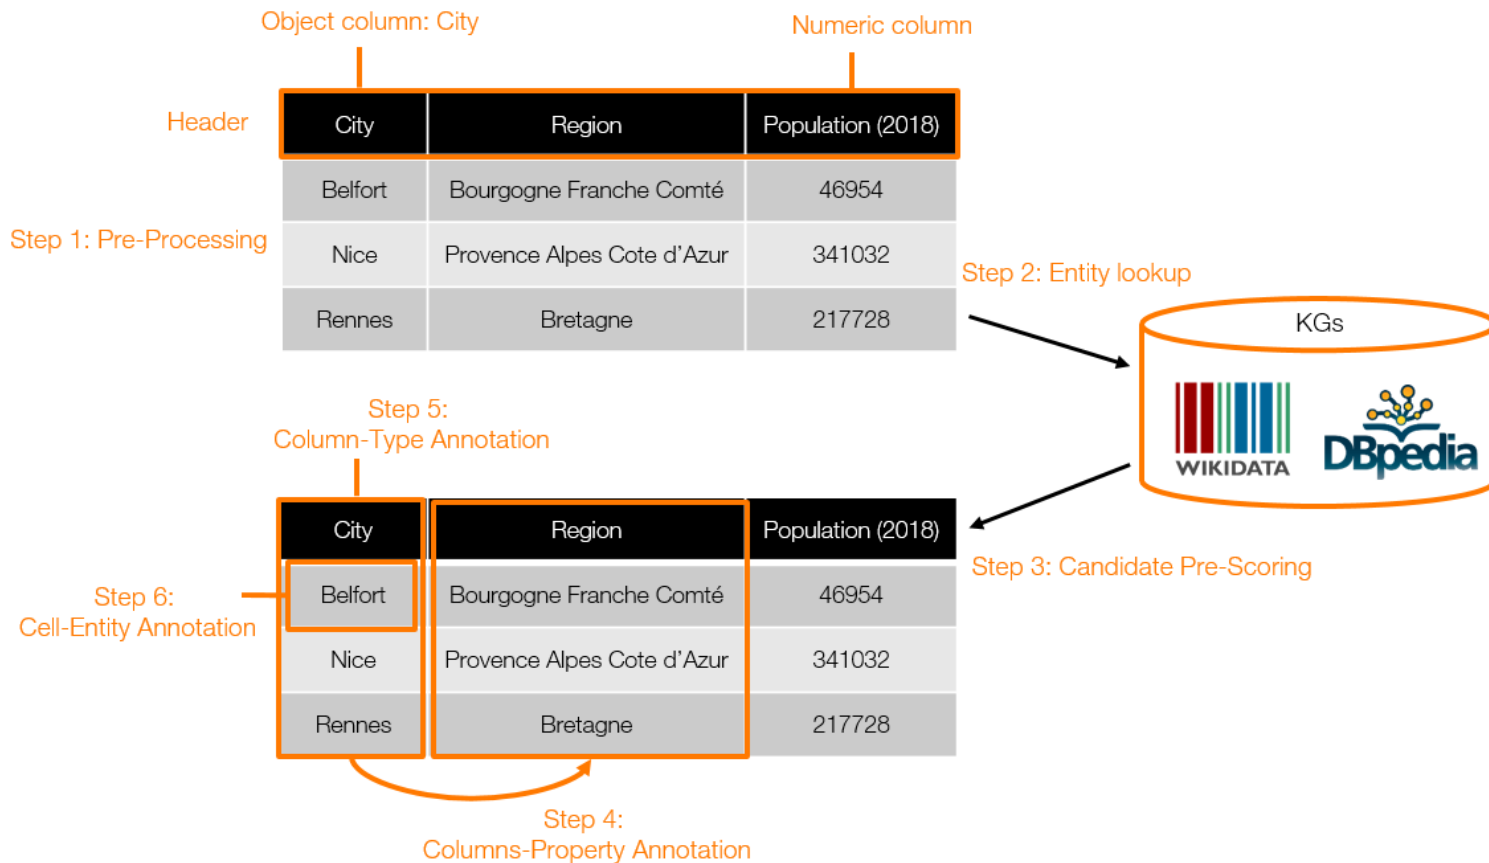 Object column: City
Numeric column
Header
City Region Population (2018)
Belfort Bourgogne Franche Comté 46954
Step 1: Pre-Processing
Nice Provence Alpes Cote d’Azur 341032
Step 2: Entity lookup
Rennes Bretagne 217728
KGs
WIKIDATA
DBpedia
Step 5:
Column-Type Annotation
City Region Population (2018)
Step 3: Candidate Pre-Scoring
Belfort Bourgogne Franche Comté 46954
Step 6:
Cell-Entity Annotation
Nice Provence Alpes Cote d’Azur 341032
Rennes Bretagne 217728
Step 4:
Columns-Property Annotation